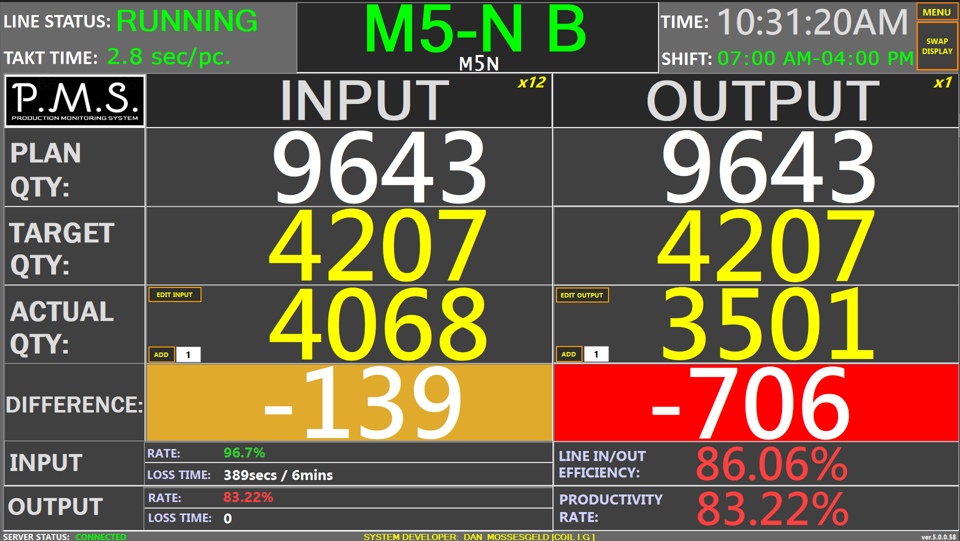 LINE STATUS: RUNNING
TAKT TIME: 2.8 sec/pc.
M5-N B
M5N
TIME: 10:31:20AM
SHIFT: 07:00 AM-04:00 PM
MENU
SWAP
DISPLAY
P.M.S.
PRODUCTION MONITORING SYSTEM
INPUT x12
OUTPUT x1
PLAN
QTY:
9643 9643
TARGET
QTY:
4207 4207
ACTUAL
QTY:
EDIT INPUT
4068
ADD 1
EDIT OUTPUT
3501
ADD 1
DIFFERENCE: -139 -706
INPUT
RATE: 96.7%
LOSS TIME: 389secs / 6mins
LINE IN/OUT
EFFICIENCY:
86.06%
OUTPUT
RATE: 83.22%
LOSS TIME: 0
PRODUCTIVITY
RATE:
83.22%
SERVER STATUS: CONNECTED
SYSTEM DEVELOPER: DAN MOSSESGELD [COIL I.G ]
ver.5.0.0.58